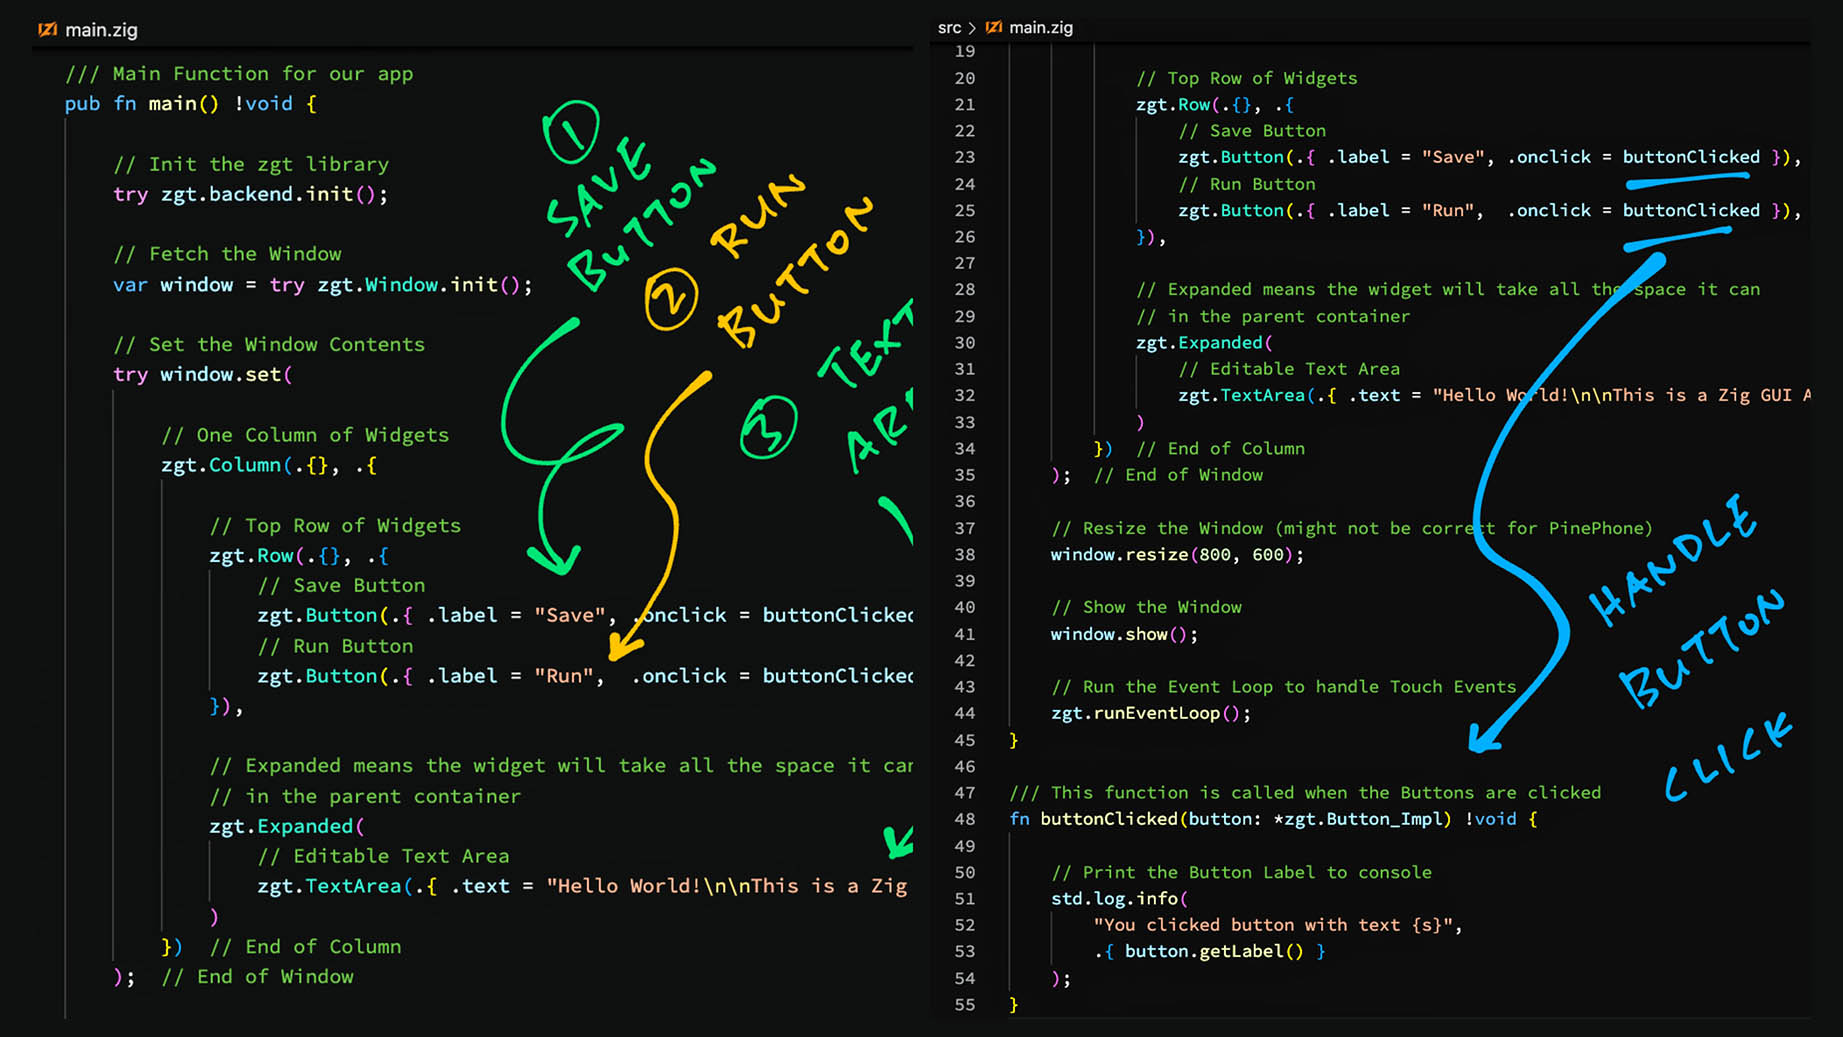 main.zig
/// Main Function for our app
pub fn main() !void {
// Init the zgt library
try zgt.backend.init();
// Fetch the Window
var window = try zgt.Window.init();
// Set the Window Contents
try window.set(
// One Column of Widgets
zgt.Column(.{}, .{
// Top Row of Widgets
zgt.Row(.{}, .{
// Save Button
zgt.Button(.{ .label = "Save", .onclick = buttonClicked
// Run Button
zgt.Button(.{ .label = "Run", .onclick = buttonClicked
}),
// Expanded means the widget will take all the space it can
// in the parent container
zgt.Expanded(
// Editable Text Area
zgt.TextArea(.{ .text = "Hello World!\n\nThis is a Zig
)
}) // End of Column
); // End of Window
1
SAVE
BUTTON
2
RUN
BUTTON
3
TEXT
AR
src > main.zig
19
20 // Top Row of Widgets
21 zgt.Row(.{}, .{
22 // Save Button
23 zgt.Button(.{ .label = "Save", .onclick = buttonClicked }),
24 // Run Button
25 zgt.Button(.{ .label = "Run", .onclick = buttonClicked }),
26 }),
27
28 // Expanded means the widget will take all the space it can
29 // in the parent container
30 zgt.Expanded(
31 // Editable Text Area
32 zgt.TextArea(.{ .text = "Hello World!\n\nThis is a Zig GUI A
33 )
34 }) // End of Column
35 ); // End of Window
36
37 // Resize the Window (might not be correct for PinePhone)
38 window.resize(800, 600);
39
40 // Show the Window
41 window.show();
42
43 // Run the Event Loop to handle Touch Events
44 zgt.runEventLoop();
45 }
46
47 /// This function is called when the Buttons are clicked
48 fn buttonClicked(button: *zgt.Button_Impl) !void {
49
50 // Print the Button Label to console
51 std.log.info(
52 "You clicked button with text {s}",
53 .{ button.getLabel() }
54 );
55 }
HANDLE
BUTTON
CLICK